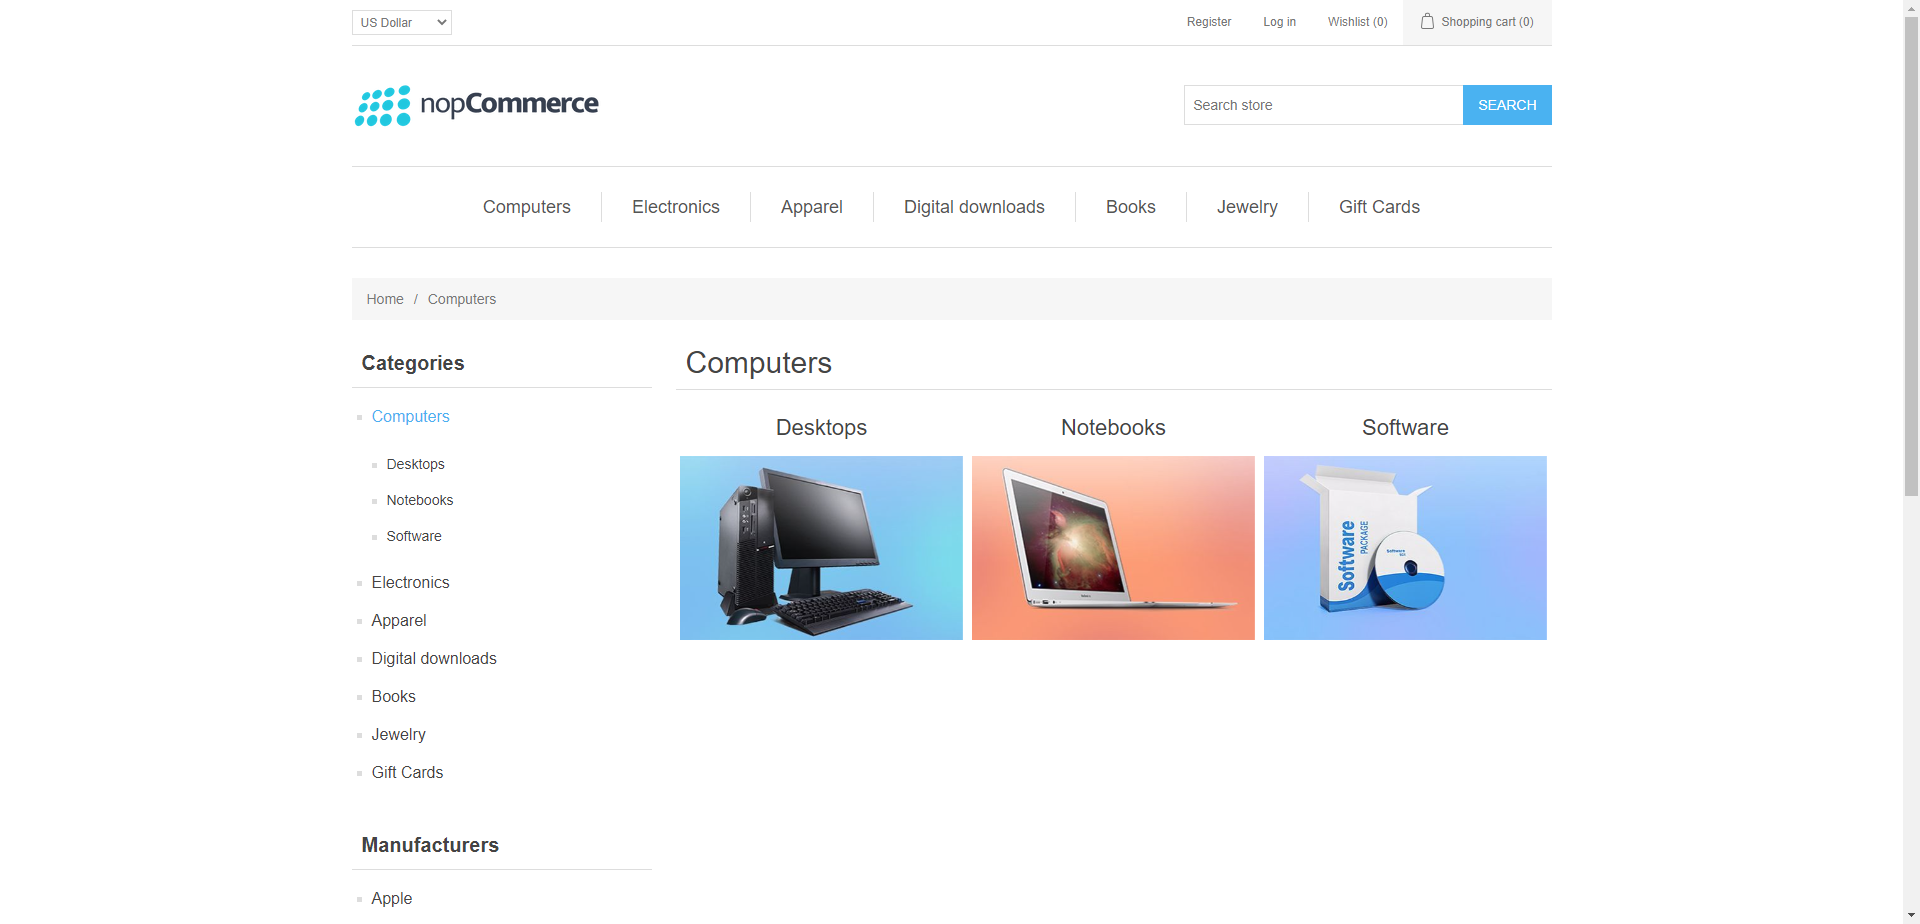 US Dollar
Register
Log in
Wishlist (0)
Shopping cart (0)
nopCommerce
Search store
SEARCH
Computers
Electronics
Apparel
Digital downloads
Books
Jewelry
Gift Cards
Home / Computers
Categories
Computers
Desktops
Notebooks
Software
Electronics
Apparel
Digital downloads
Books
Jewelry
Gift Cards
Manufacturers
Apple
Computers
Desktops
Notebooks
Software
Software
PACKAGE
Software